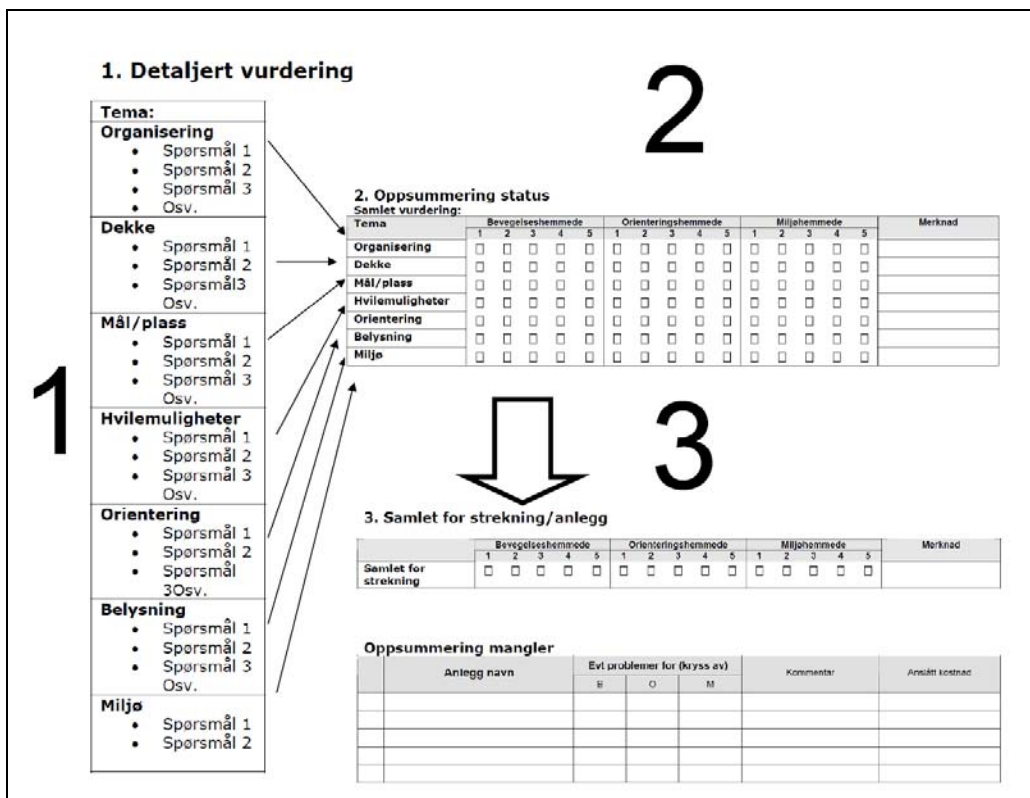 1. Detaljert vurdering
Tema:
Organisering
• Spørsmål 1
• Spørsmål 2
• Spørsmål 3
• Osv.
Dekke
• Spørsmål 1
• Spørsmål 2
• Spørsmål3
Osv.
Mål/plass
• Spørsmål 1
• Spørsmål 2
• Spørsmål 3
Osv.
Hvilemuligheter
• Spørsmål 1
• Spørsmål 2
• Spørsmål 3
Osv.
Orientering
• Spørsmål 1
• Spørsmål 2
• Spørsmål
3Osv.
Belysning
• Spørsmål 1
• Spørsmål 2
• Spørsmål 3
Osv.
Miljø
• Spørsmål 1
• Spørsmål 2
1
2
2. Oppsummering status
Samlet vurdering:
Tema Bevegelseshemmede Orienteringshemmede Miljøhemmede Merknad
1 2 3 4 5 1 2 3 4 5 1 2 3 4 5
Organisering
Dekke
Mål/plass
Hvilemuligheter
Orientering
Belysning
Miljø
3
3. Samlet for strekning/anlegg
Bevegelseshemmede Orienteringshemmede Miljøhemmede Merknad
1 2 3 4 5 1 2 3 4 5 1 2 3 4 5
Samlet for
strekning
Oppsummering mangler
Anlegg navn Evt problemer for (kryss av) Kommentar Anslått kostnad
B O M